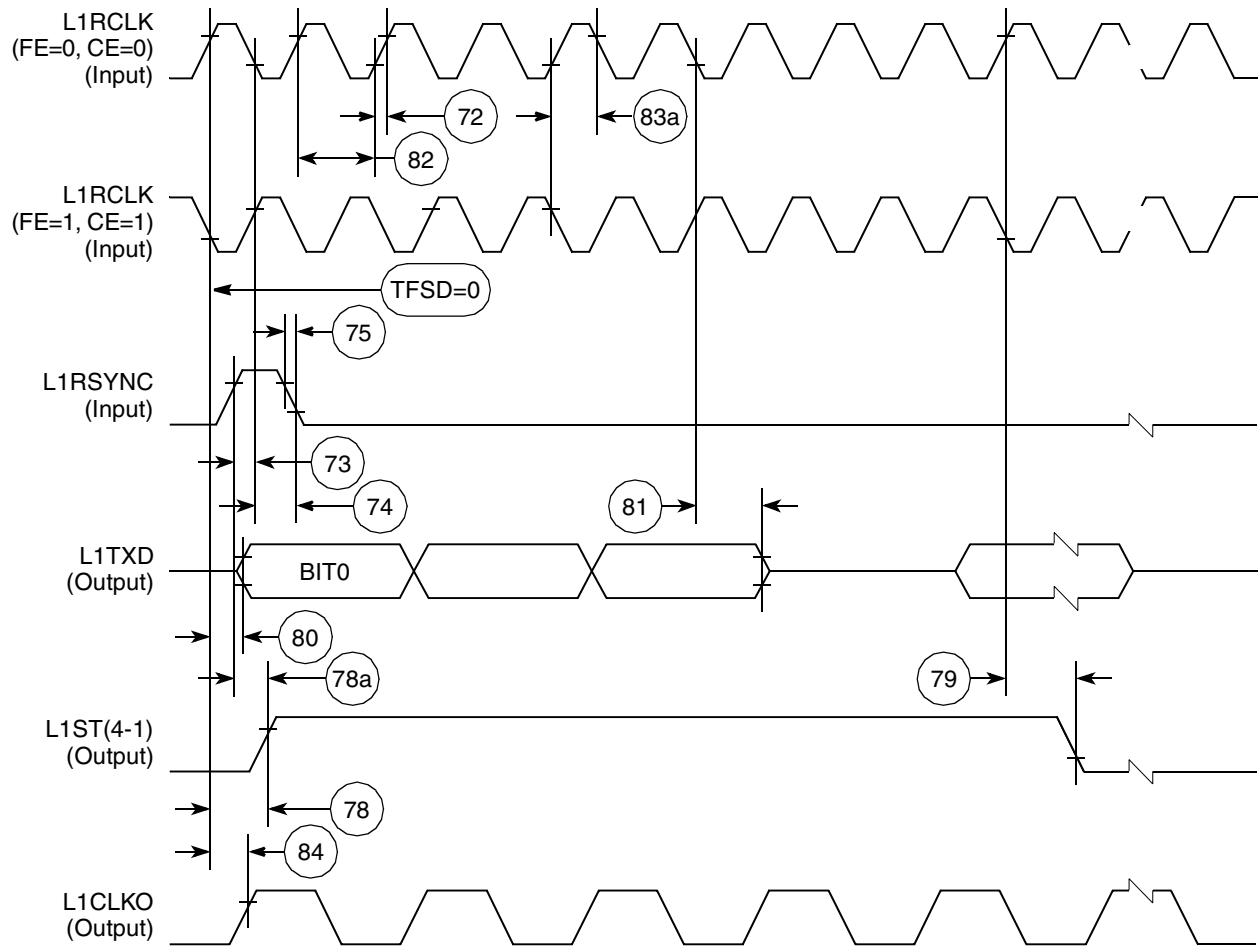 L1RCLK
(FE=0, CE=0)
(Input)
72
83a
82
L1RCLK
(FE=1, CE=1)
(Input)
TFSD=0
75
L1RSYNC
(Input)
73
74
81
L1TXD
(Output)
BIT0
80
78a
79
L1ST(4-1)
(Output)
78
84
L1CLKO
(Output)